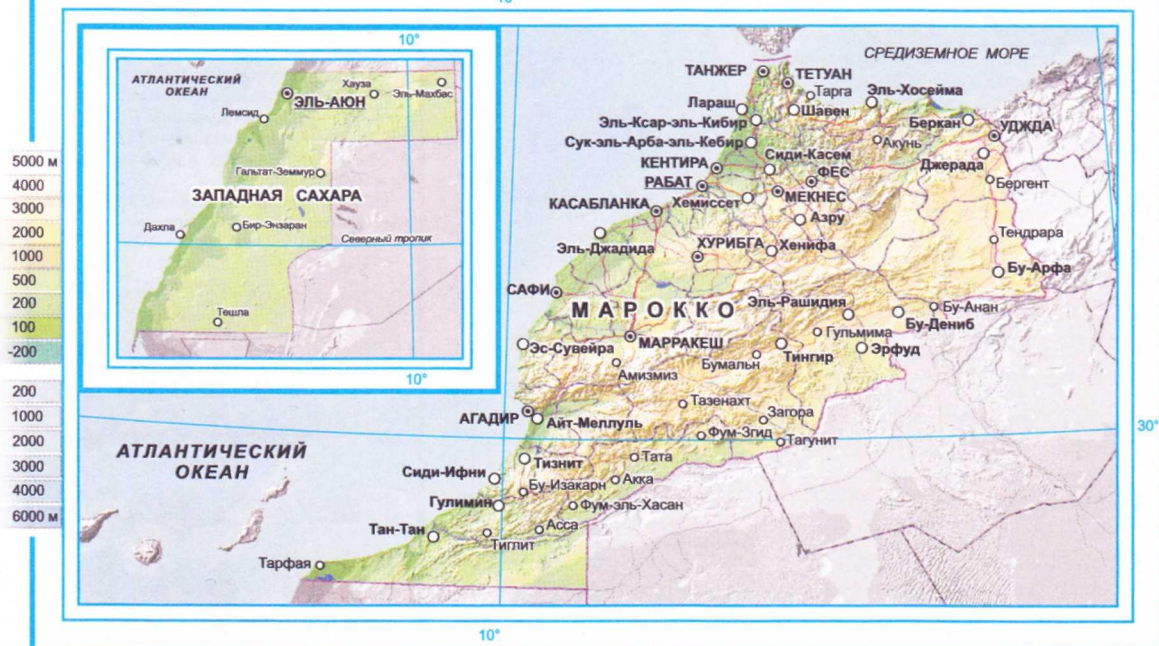 10°
10°
АТЛАНТИЧЕСКИЙ
ОКЕАН
Хауза
Эль-Махбас
ЭЛЬ-АЮН
Лемсид
Гальтат-Земмур
ЗАПАДНАЯ САХАРА
Дахла
Бир-Энзаран
Северный тропик
Тешла
10°
СРЕДИЗЕМНОЕ МОРЕ
ТАНЖЕР
ТЕТУАН
Тарга
Эль-Хосейма
Лараш
Шавен
Эль-Ксар-эль-Кибир
Беркан
УДЖДА
Сук-эль-Арба-эль-Кебир
Акунь
КЕНТИРА
Сиди-Касем
Джерада
РАБАТ
ФЕС
Бергент
Хемиссет
МЕКНЕС
КАСАБЛАНКА
Азру
Тендрара
Эль-Джадида
ХУРИБГА
Хенифа
Бу-Арфа
САФИ
МАРОККО
Эль-Рашидия
Бу-Анан
Бу-Дениб
Гульмима
Эс-Сувейра
МАРРАКЕШ
Тингир
Эрфуд
Бумальн
Амизмиз
Тазенахт
АГАДИР
Айт-Меллуль
Загора
Фум-Згид
Тагунит
30°
АТЛАНТИЧЕСКИЙ
ОКЕАН
Тизнит
Тата
Сиди-Ифни
Бу-Изакарн
Акка
Гулимин
Фум-эль-Хасан
Тан-Тан
Асса
Тиглит
Тарфая
10°
5000 м
4000
3000
2000
1000
500
200
100
-200
200
1000
2000
3000
4000
6000 м